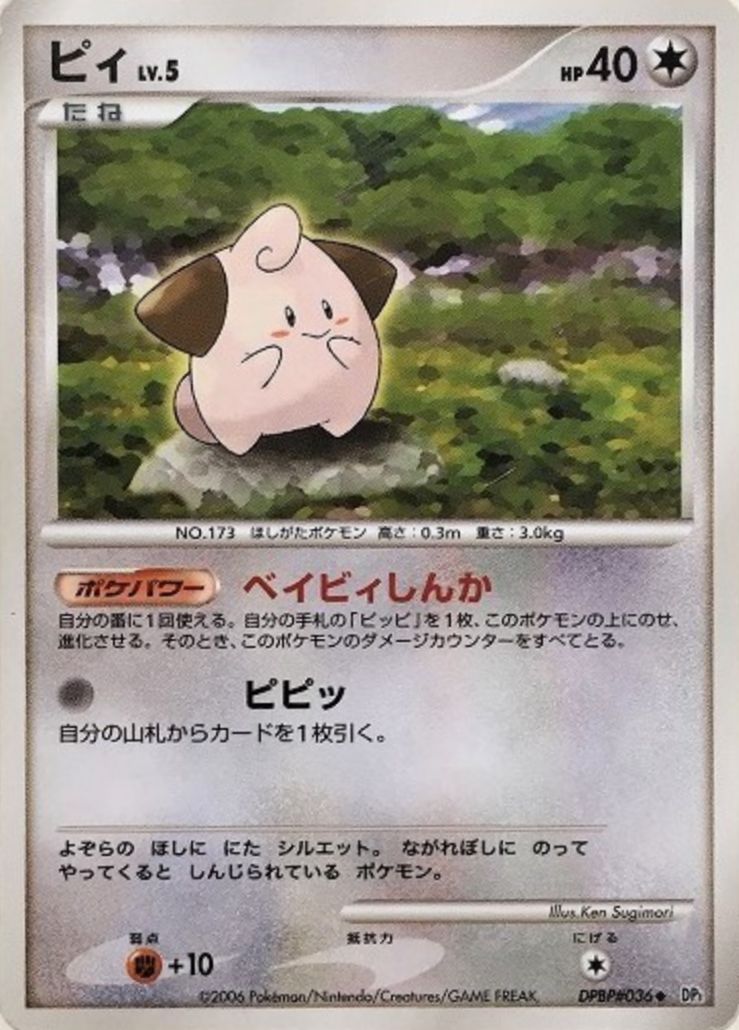 ピィ LV.5 HP40
たね
NO.173 ほしがたポケモン 高さ:0.3m 重さ:3.0kg
ポケパワー ベイビィしんか
自分の番に1回使える。自分の手札の「ピッピ」を1枚、このポケモンの上にのせ、
進化させる。そのとき、このポケモンのダメージカウンターをすべてとる。
ピピッ
自分の山札からカードを1枚引く。
よぞらの ほしに にた シルエット。 ながれぼしに のって
やってくると しんじられている ポケモン。
Illus.Ken Sugimori
弱点 抵抗力 にげる
+10
©2006 Pokémon/Nintendo/Creatures/GAME FREAK. DPBP#036◆ DP1